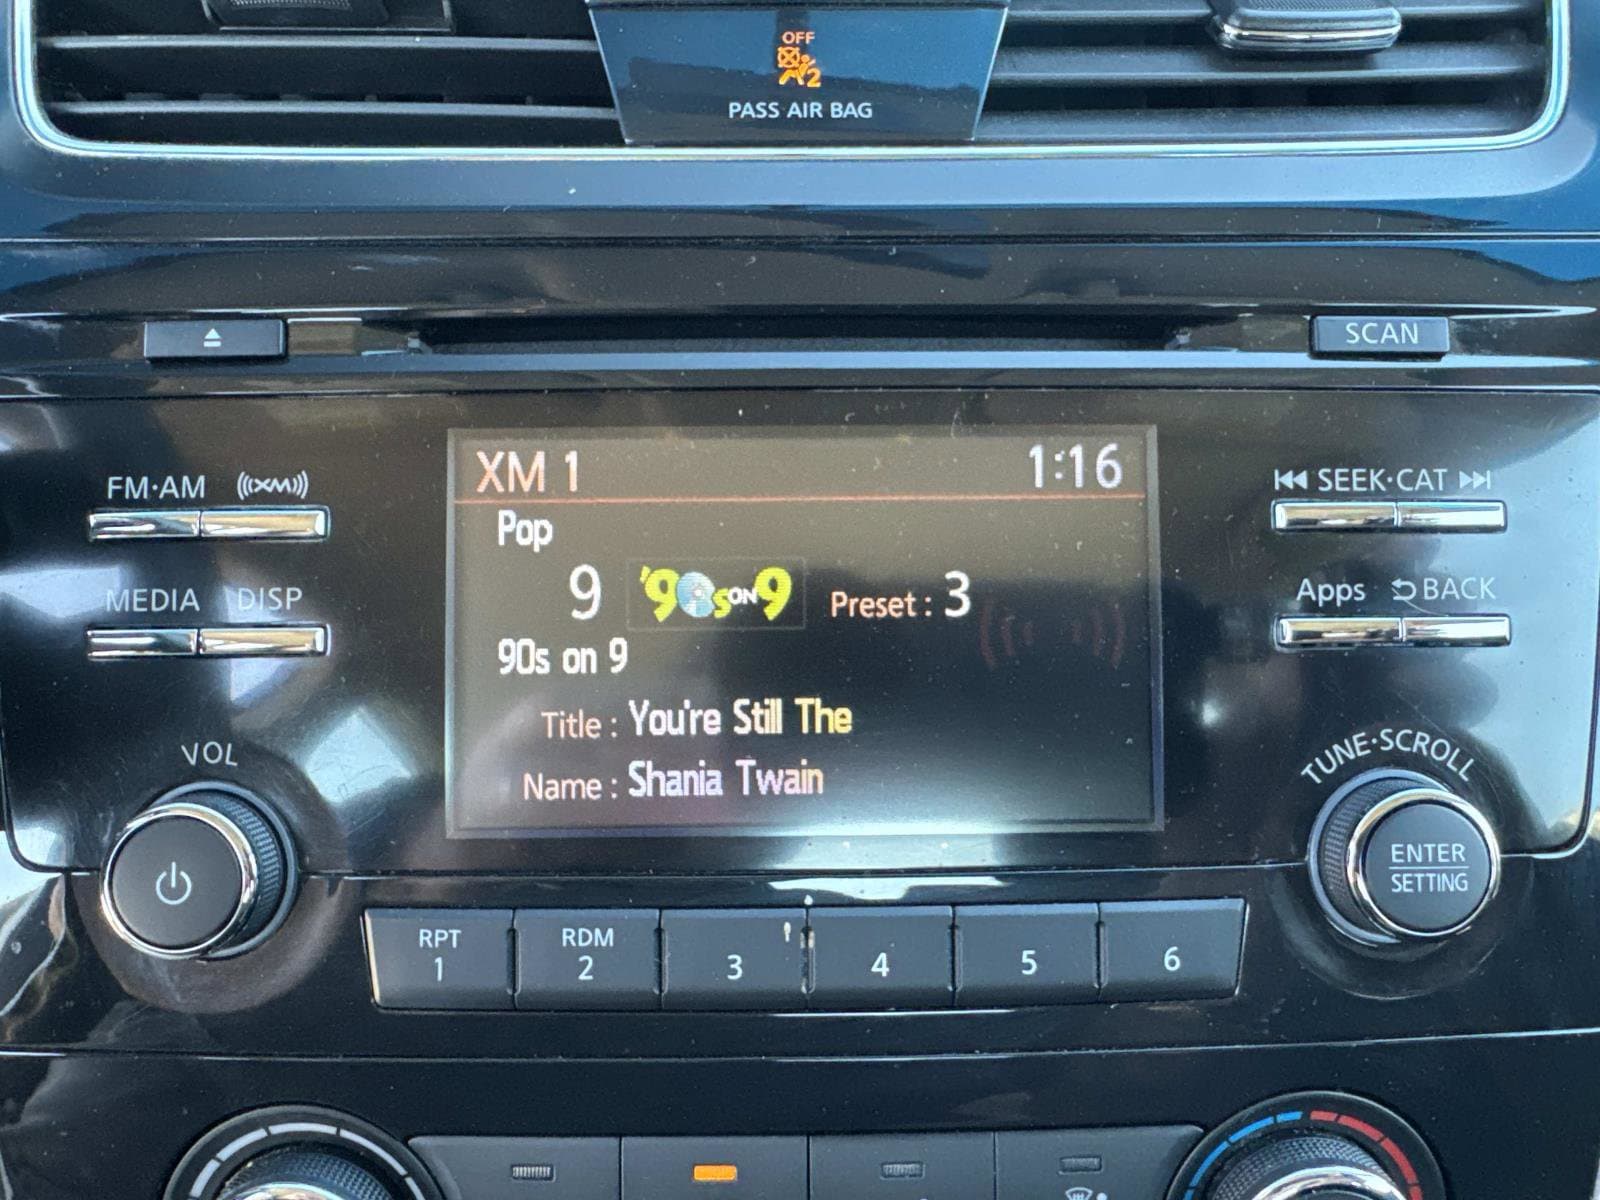 OFF
2
PASS AIR BAG
SCAN
FM·AM
XM
XM 1
1:16
SEEK·CAT
Pop
9
'90s ON 9
Preset : 3
90s on 9
MEDIA
DISP
Apps
BACK
Title : You're Still The
Name : Shania Twain
VOL
TUNE·SCROLL
ENTER
SETTING
RPT
1
RDM
2
3
4
5
6